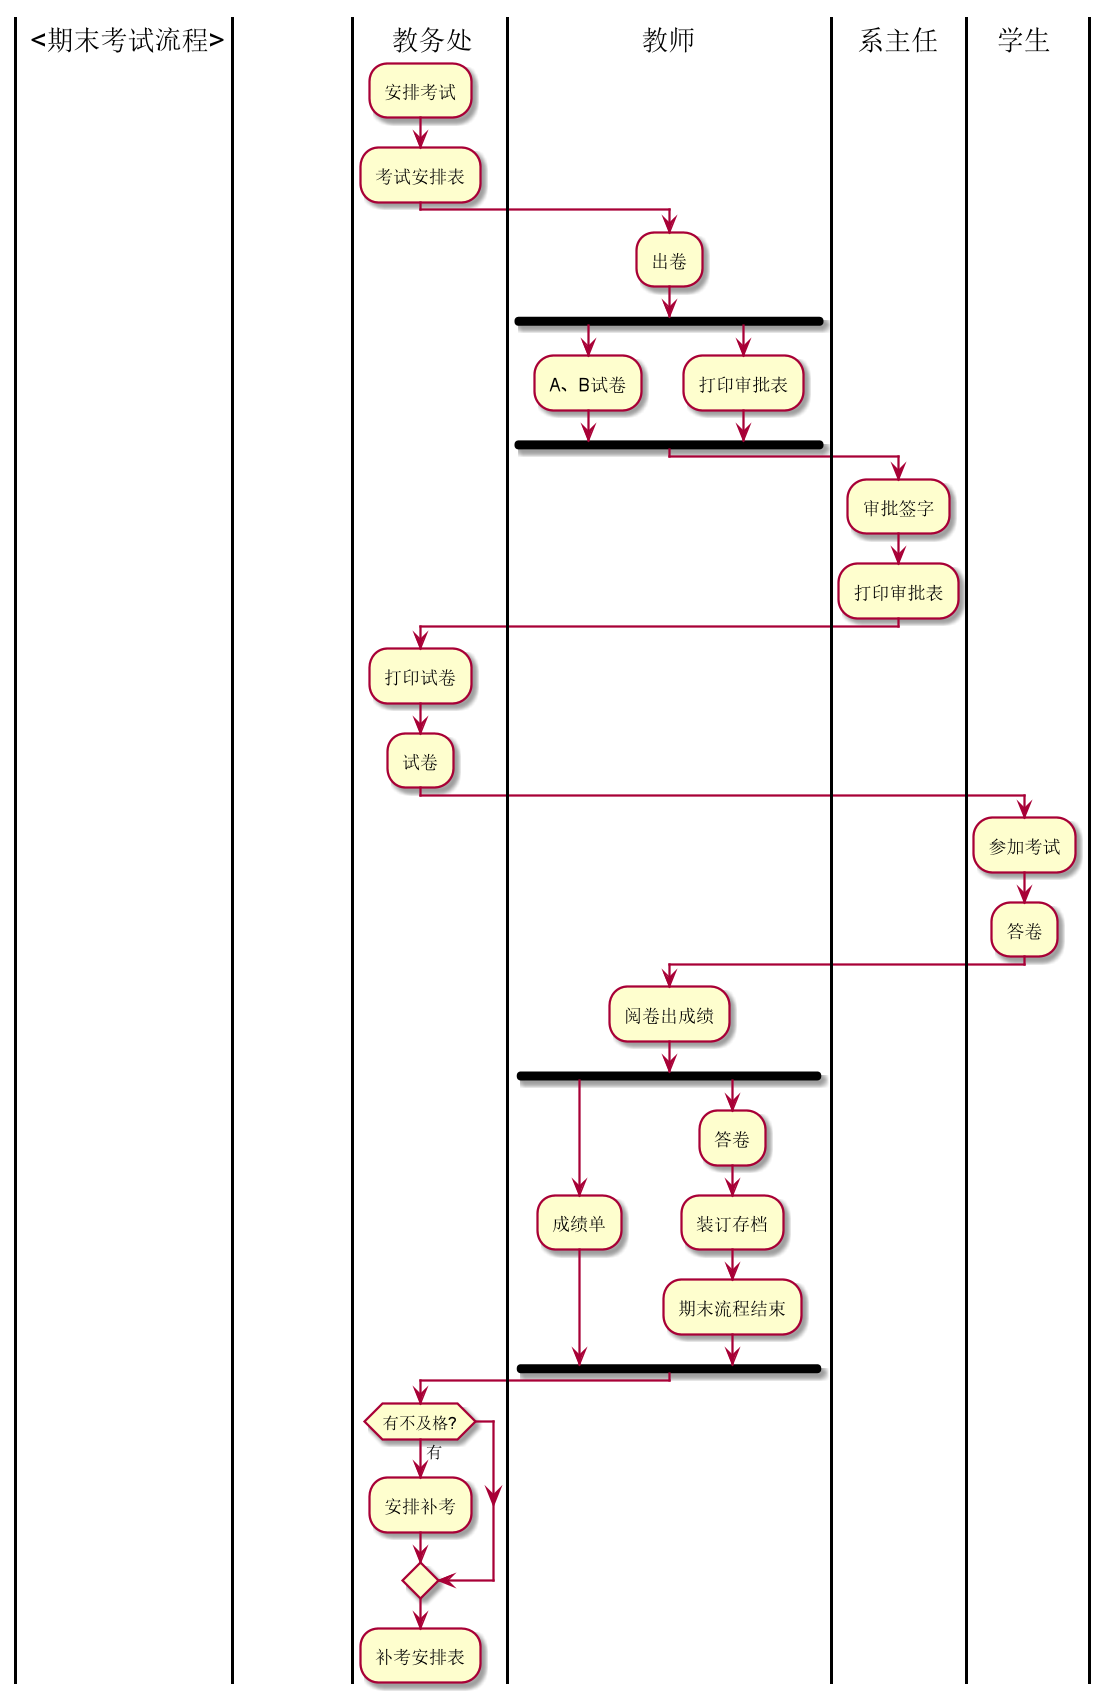 <期末考试流程>
教务处
教师
系主任
学生
安排考试
考试安排表
出卷
A、B试卷
打印审批表
审批签字
打印审批表
打印试卷
试卷
参加考试
答卷
阅卷出成绩
答卷
成绩单
装订存档
期末流程结束
有不及格?
有
安排补考
补考安排表